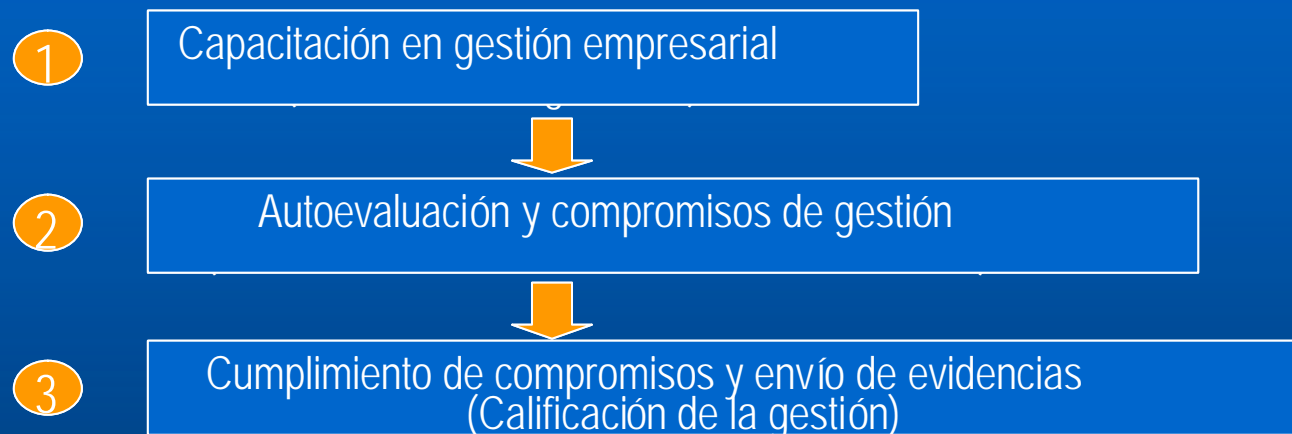 1
Capacitación en gestión empresarial
2
Autoevaluación y compromisos de gestión
3
Cumplimiento de compromisos y envío de evidencias
(Calificación de la gestión)